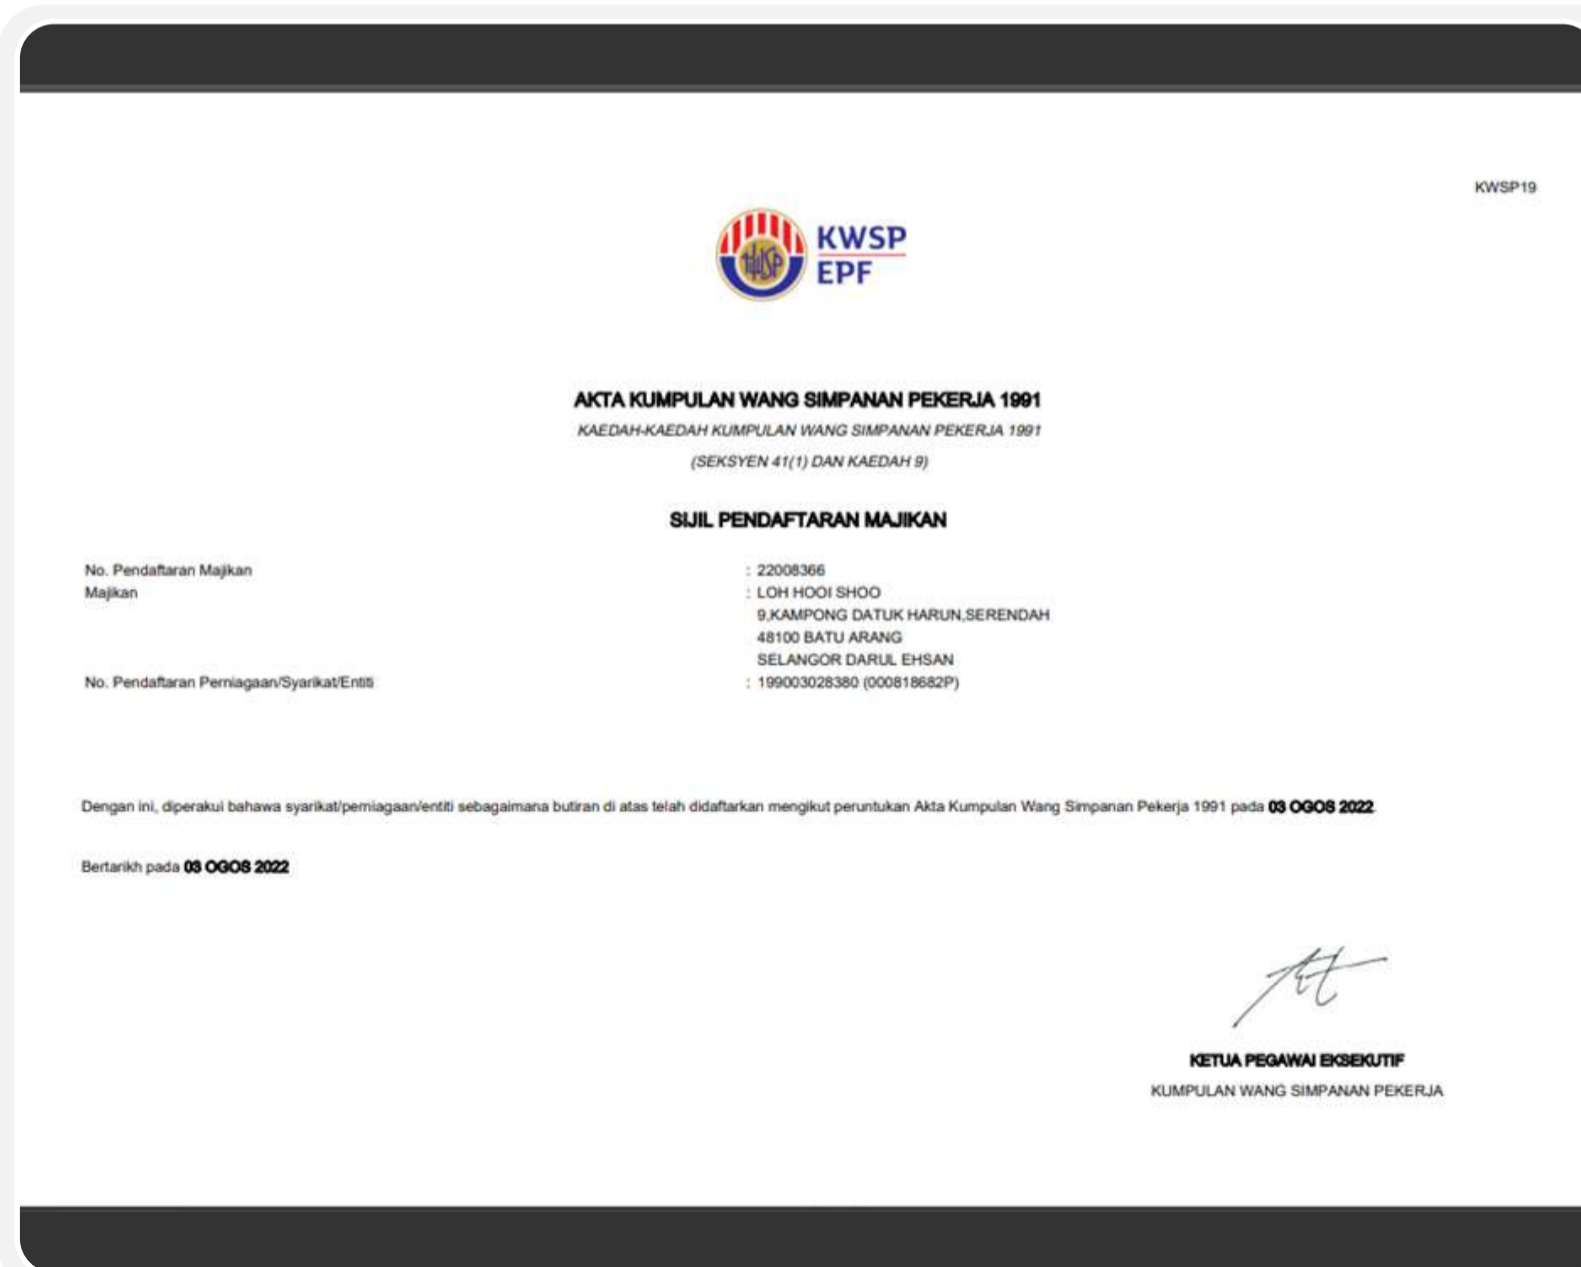 KWSP19
KWSP
EPF
AKTA KUMPULAN WANG SIMPANAN PEKERJA 1991
KAEDAH-KAEDAH KUMPULAN WANG SIMPANAN PEKERJA 1991
(SEKSYEN 41(1) DAN KAEDAH 9)
SIJIL PENDAFTARAN MAJIKAN
No. Pendaftaran Majikan : 22008366
Majikan : LOH HOOI SHOO
9,KAMPONG DATUK HARUN,SERENDAH
48100 BATU ARANG
SELANGOR DARUL EHSAN
No. Pendaftaran Perniagaan/Syarikat/Entiti : 199003028380 (000818682P)
Dengan ini, diperakui bahawa syarikat/perniagaan/entiti sebagaimana butiran di atas telah didaftarkan mengikut peruntukan Akta Kumpulan Wang Simpanan Pekerja 1991 pada 03 OGOS 2022.
Bertarikh pada 03 OGOS 2022
KETUA PEGAWAI EKSEKUTIF
KUMPULAN WANG SIMPANAN PEKERJA